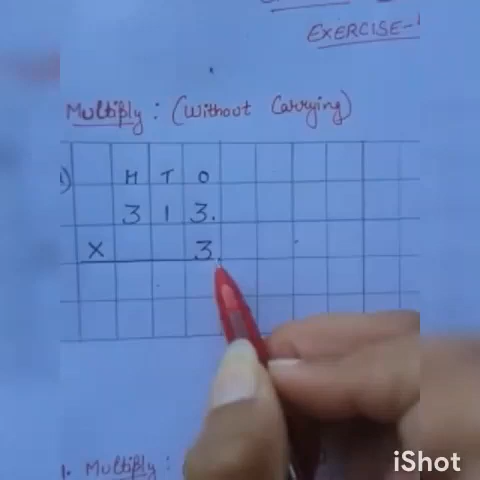 EXERCISE-1
Multiply : (Without Carrying)
H T O
3 1 3.
X 3.
1. Multiply :
iShot